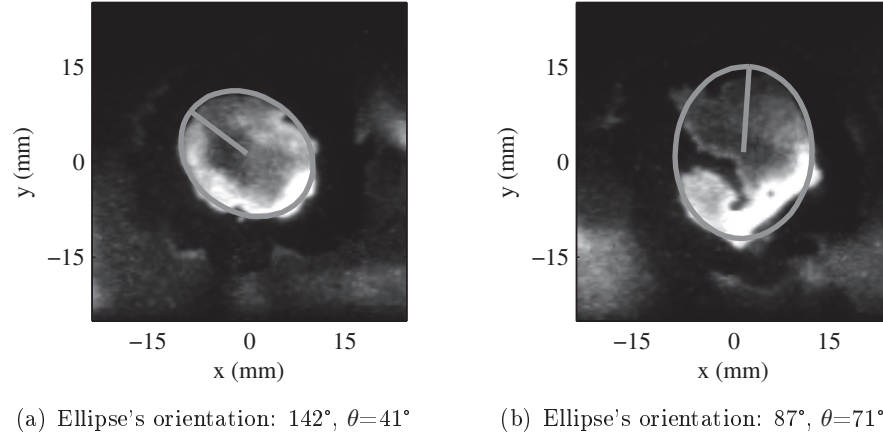 15
0
−15
y (mm)
−15 0 15
x (mm)
(a) Ellipse's orientation: 142°, θ=41°
15
0
−15
y (mm)
−15 0 15
x (mm)
(b) Ellipse's orientation: 87°, θ=71°